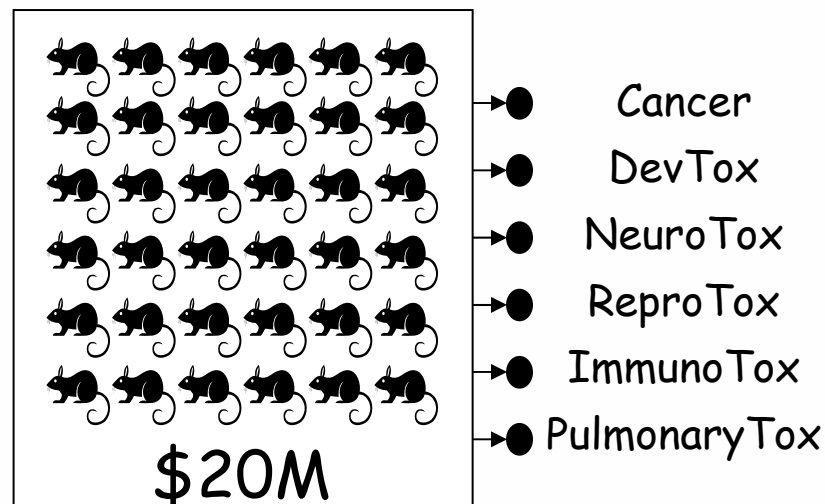 Cancer
DevTox
NeuroTox
ReproTox
ImmunoTox
PulmonaryTox
$20M